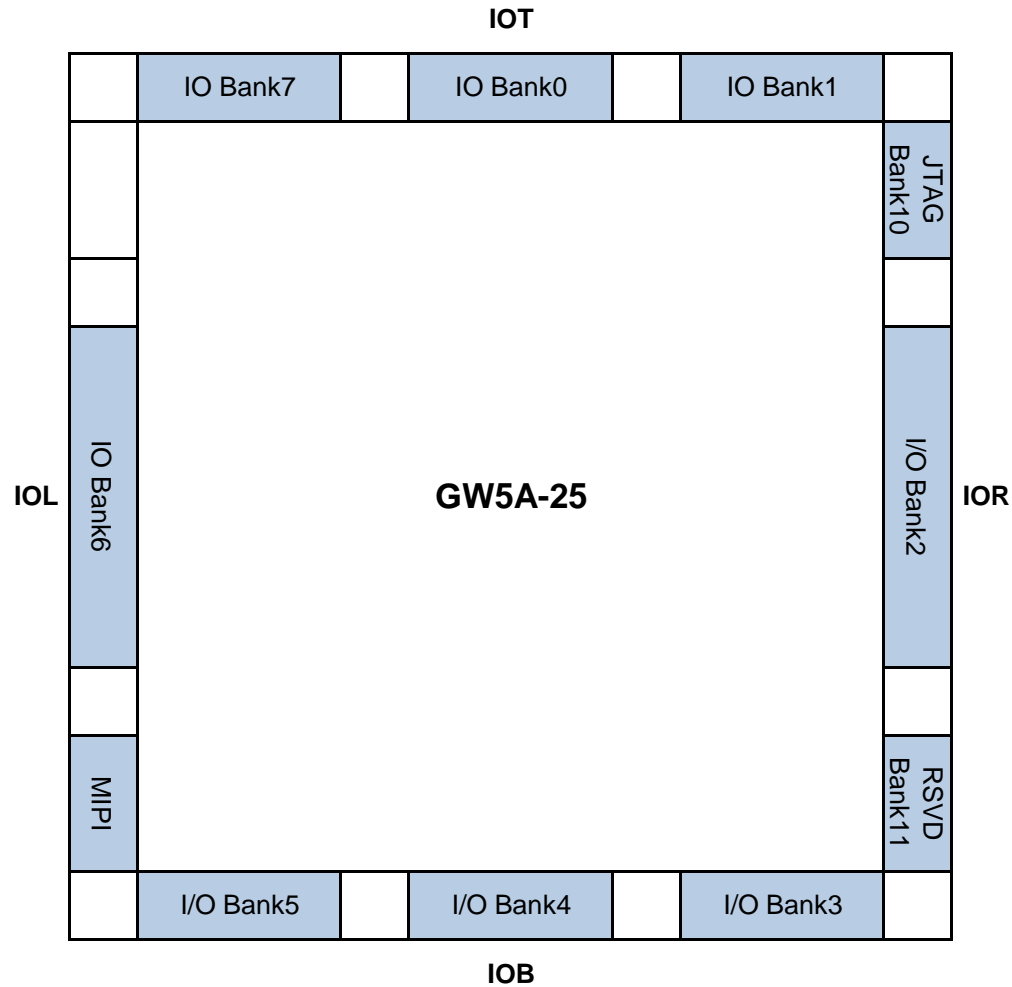 IOT
IO Bank7
IO Bank0
IO Bank1
JTAG
Bank10
IOL
IO Bank6
GW5A-25
I/O Bank2
IOR
MIPI
RSVD
Bank11
I/O Bank5
I/O Bank4
I/O Bank3
IOB